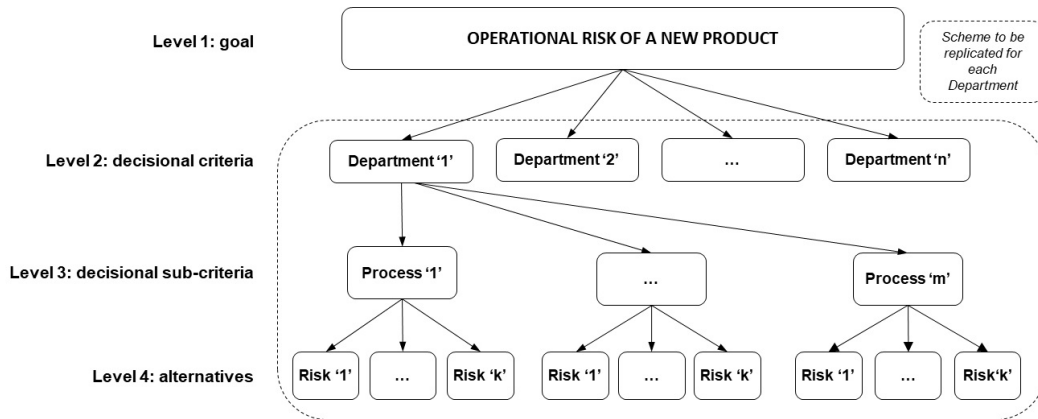 Level 1: goal
OPERATIONAL RISK OF A NEW PRODUCT
Scheme to be
replicated for
each
Department
Level 2: decisional criteria
Department ‘1’
Department ‘2’
...
Department ‘n’
Level 3: decisional sub-criteria
Process ‘1’
...
Process ‘m’
Level 4: alternatives
Risk ‘1’
...
Risk ‘k’
Risk ‘1’
...
Risk ‘k’
Risk ‘1’
...
Risk‘k’